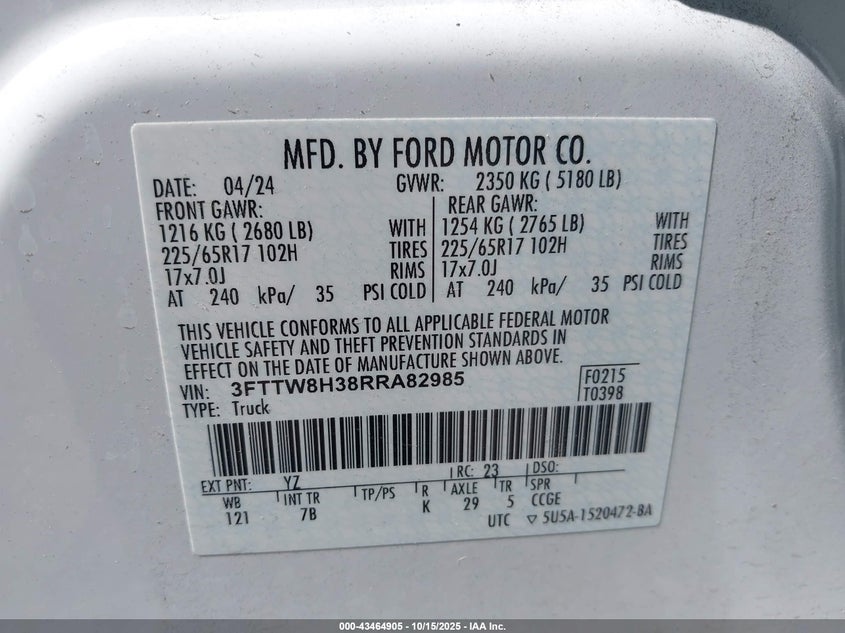 MFD. BY FORD MOTOR CO.
DATE: 04/24 GVWR: 2350 KG ( 5180 LB)
FRONT GAWR: REAR GAWR:
1216 KG ( 2680 LB) WITH 1254 KG ( 2765 LB) WITH
225/65R17 102H TIRES 225/65R17 102H TIRES
17x7.0J RIMS 17x7.0J RIMS
AT 240 kPa/ 35 PSI COLD AT 240 kPa/ 35 PSI COLD
THIS VEHICLE CONFORMS TO ALL APPLICABLE FEDERAL MOTOR
VEHICLE SAFETY AND THEFT PREVENTION STANDARDS IN
EFFECT ON THE DATE OF MANUFACTURE SHOWN ABOVE.
VIN: 3FTTW8H38RRA82985 F0215
TYPE: Truck T0398
EXT PNT: YZ RC: 23 DSO:
WB INT TR TP/PS R AXLE TR SPR
121 7B K 29 5 CCGE
UTC ▽ 5U5A-1520472-BA
000-43464905 - 10/15/2025 - IAA Inc.